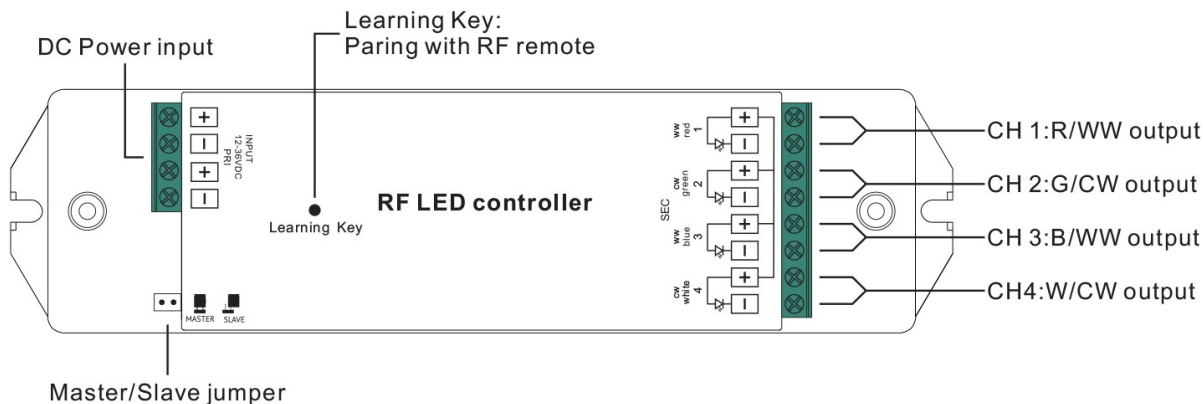 Learning Key:
Paring with RF remote
DC Power input
+
−
+
−
INPUT
12-36VDC
PRI
RF LED controller
Learning Key
MASTER
SLAVE
Master/Slave jumper
SEC
ww
red
1
+
−
cw
green
2
+
−
ww
blue
3
+
−
cw
white
4
+
−
CH 1:R/WW output
CH 2:G/CW output
CH 3:B/WW output
CH4:W/CW output